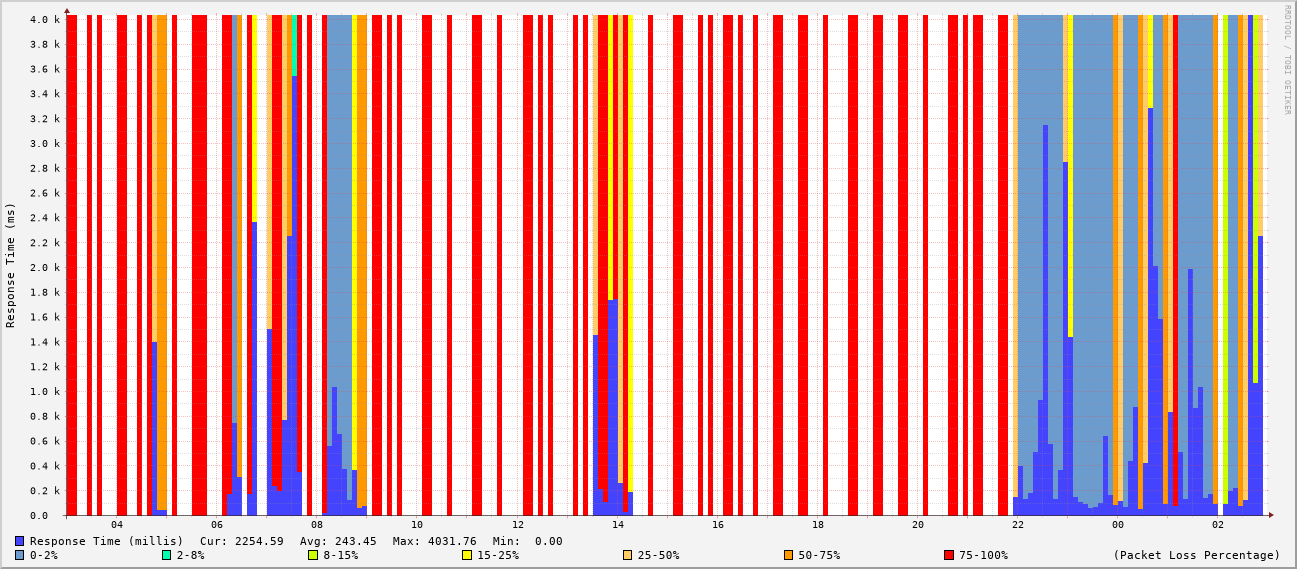 4.0 k
3.8 k
3.6 k
3.4 k
3.2 k
3.0 k
2.8 k
2.6 k
2.4 k
2.2 k
2.0 k
1.8 k
1.6 k
1.4 k
1.2 k
1.0 k
0.8 k
0.6 k
0.4 k
0.2 k
0.0
Response Time (ms)
RRDTOOL / TOBI OETIKER
04 06 08 10 12 14 16 18 20 22 00 02
Response Time (millis) Cur: 2254.59 Avg: 243.45 Max: 4031.76 Min: 0.00
0-2% 2-8% 8-15% 15-25% 25-50% 50-75% 75-100% (Packet Loss Percentage)